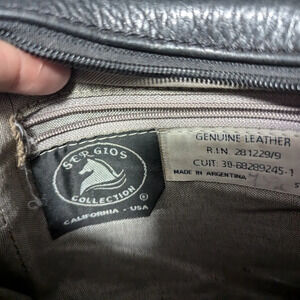 SERGIOS
COLLECTION
®
CALIFORNIA • USA
GENUINE LEATHER
R.I.N. 281229/9
CUIT: 30-68289245-1
MADE IN ARGENTINA